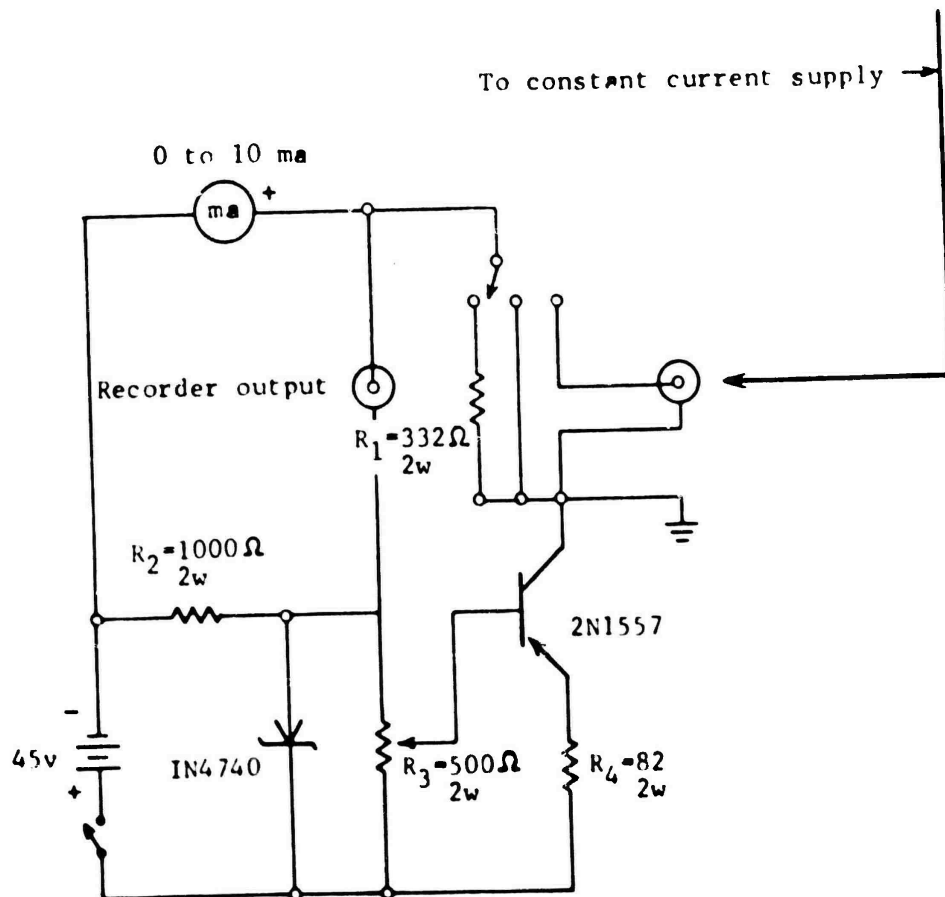 To constant current supply
0 to 10 ma
+
ma
Recorder output
R1=332Ω
2w
R2=1000Ω
2w
2N1557
-
45v
+
IN4740
R3=500Ω
2w
R4=82
2w